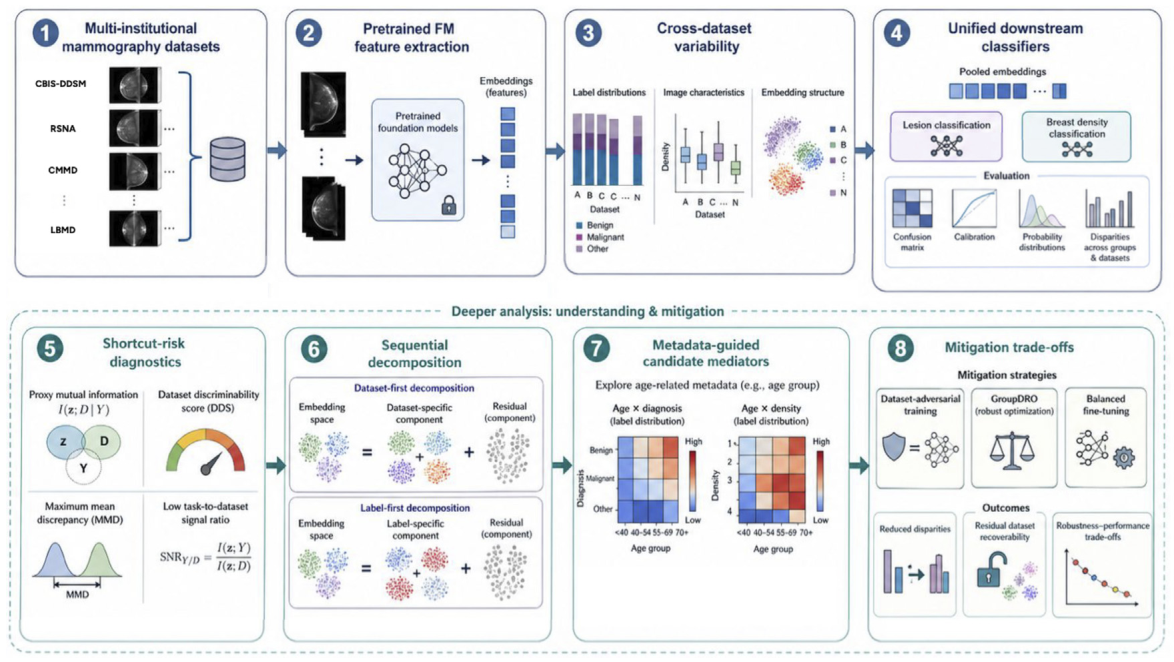 1
Multi-institutional
mammography datasets
CBIS-DDSM
RSNA
...
CMMD
⋮
LBMD
...
2
Pretrained FM
feature extraction
Embeddings
(features)
Pretrained
foundation models
3
Cross-dataset
variability
Label distributions
A B C C ... N
Dataset
Benign
Malignant
Other
Image characteristics
Density
A B C ... N
Dataset
Embedding structure
A
B
C
⋮
N
4
Unified downstream
classifiers
Pooled embeddings
...
Lesion classification
Breast density
classification
Evaluation
Confusion
matrix
Calibration
Probability
distributions
Disparities
across groups
& datasets
Deeper analysis: understanding & mitigation
5
Shortcut-risk
diagnostics
Proxy mutual information
I(z; D | Y)
z
D
Y
Dataset discriminability
score (DDS)
Maximum mean
discrepancy (MMD)
MMD
Low task-to-dataset
signal ratio
SNR_{Y/D} = I(z; Y) / I(z; D)
6
Sequential
decomposition
Dataset-first decomposition
Embedding
space
Dataset-specific
component
Residual
(component)
= + +
Label-first decomposition
Embedding
space
Label-specific
component
Residual
(component)
= + +
7
Metadata-guided
candidate mediators
Explore age-related metadata (e.g., age group)
Age × diagnosis
(label distribution)
Diagnosis
Benign
Malignant
Other
High
Low
<40 40–54 55–69 70+
Age group
Age × density
(label distribution)
Density
1
2
3
4
High
Low
<40 40–54 55–69 70+
Age group
8
Mitigation trade-offs
Mitigation strategies
Dataset-adversarial
training
=
GroupDRO
(robust optimization)
Balanced
fine-tuning
Outcomes
Reduced disparities
Residual dataset
recoverability
Robustness–performance
trade-offs